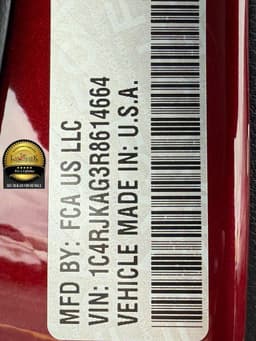 MFD BY: FCA US LLC
VIN: 1C4RJKAG3R8614664
VEHICLE MADE IN: U.S.A.